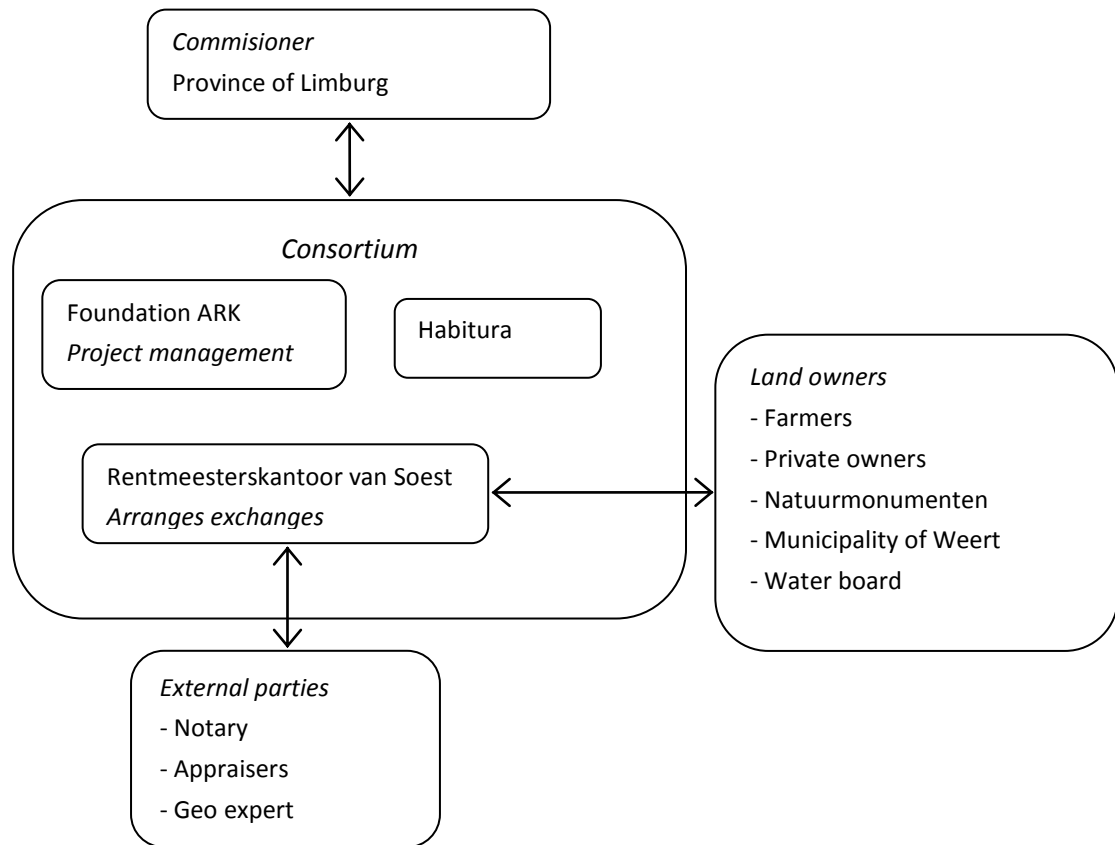 Commisioner
Province of Limburg
Consortium
Foundation ARK
Project management
Habitura
Rentmeesterskantoor van Soest
Arranges exchanges
Land owners
- Farmers
- Private owners
- Natuurmonumenten
- Municipality of Weert
- Water board
External parties
- Notary
- Appraisers
- Geo expert